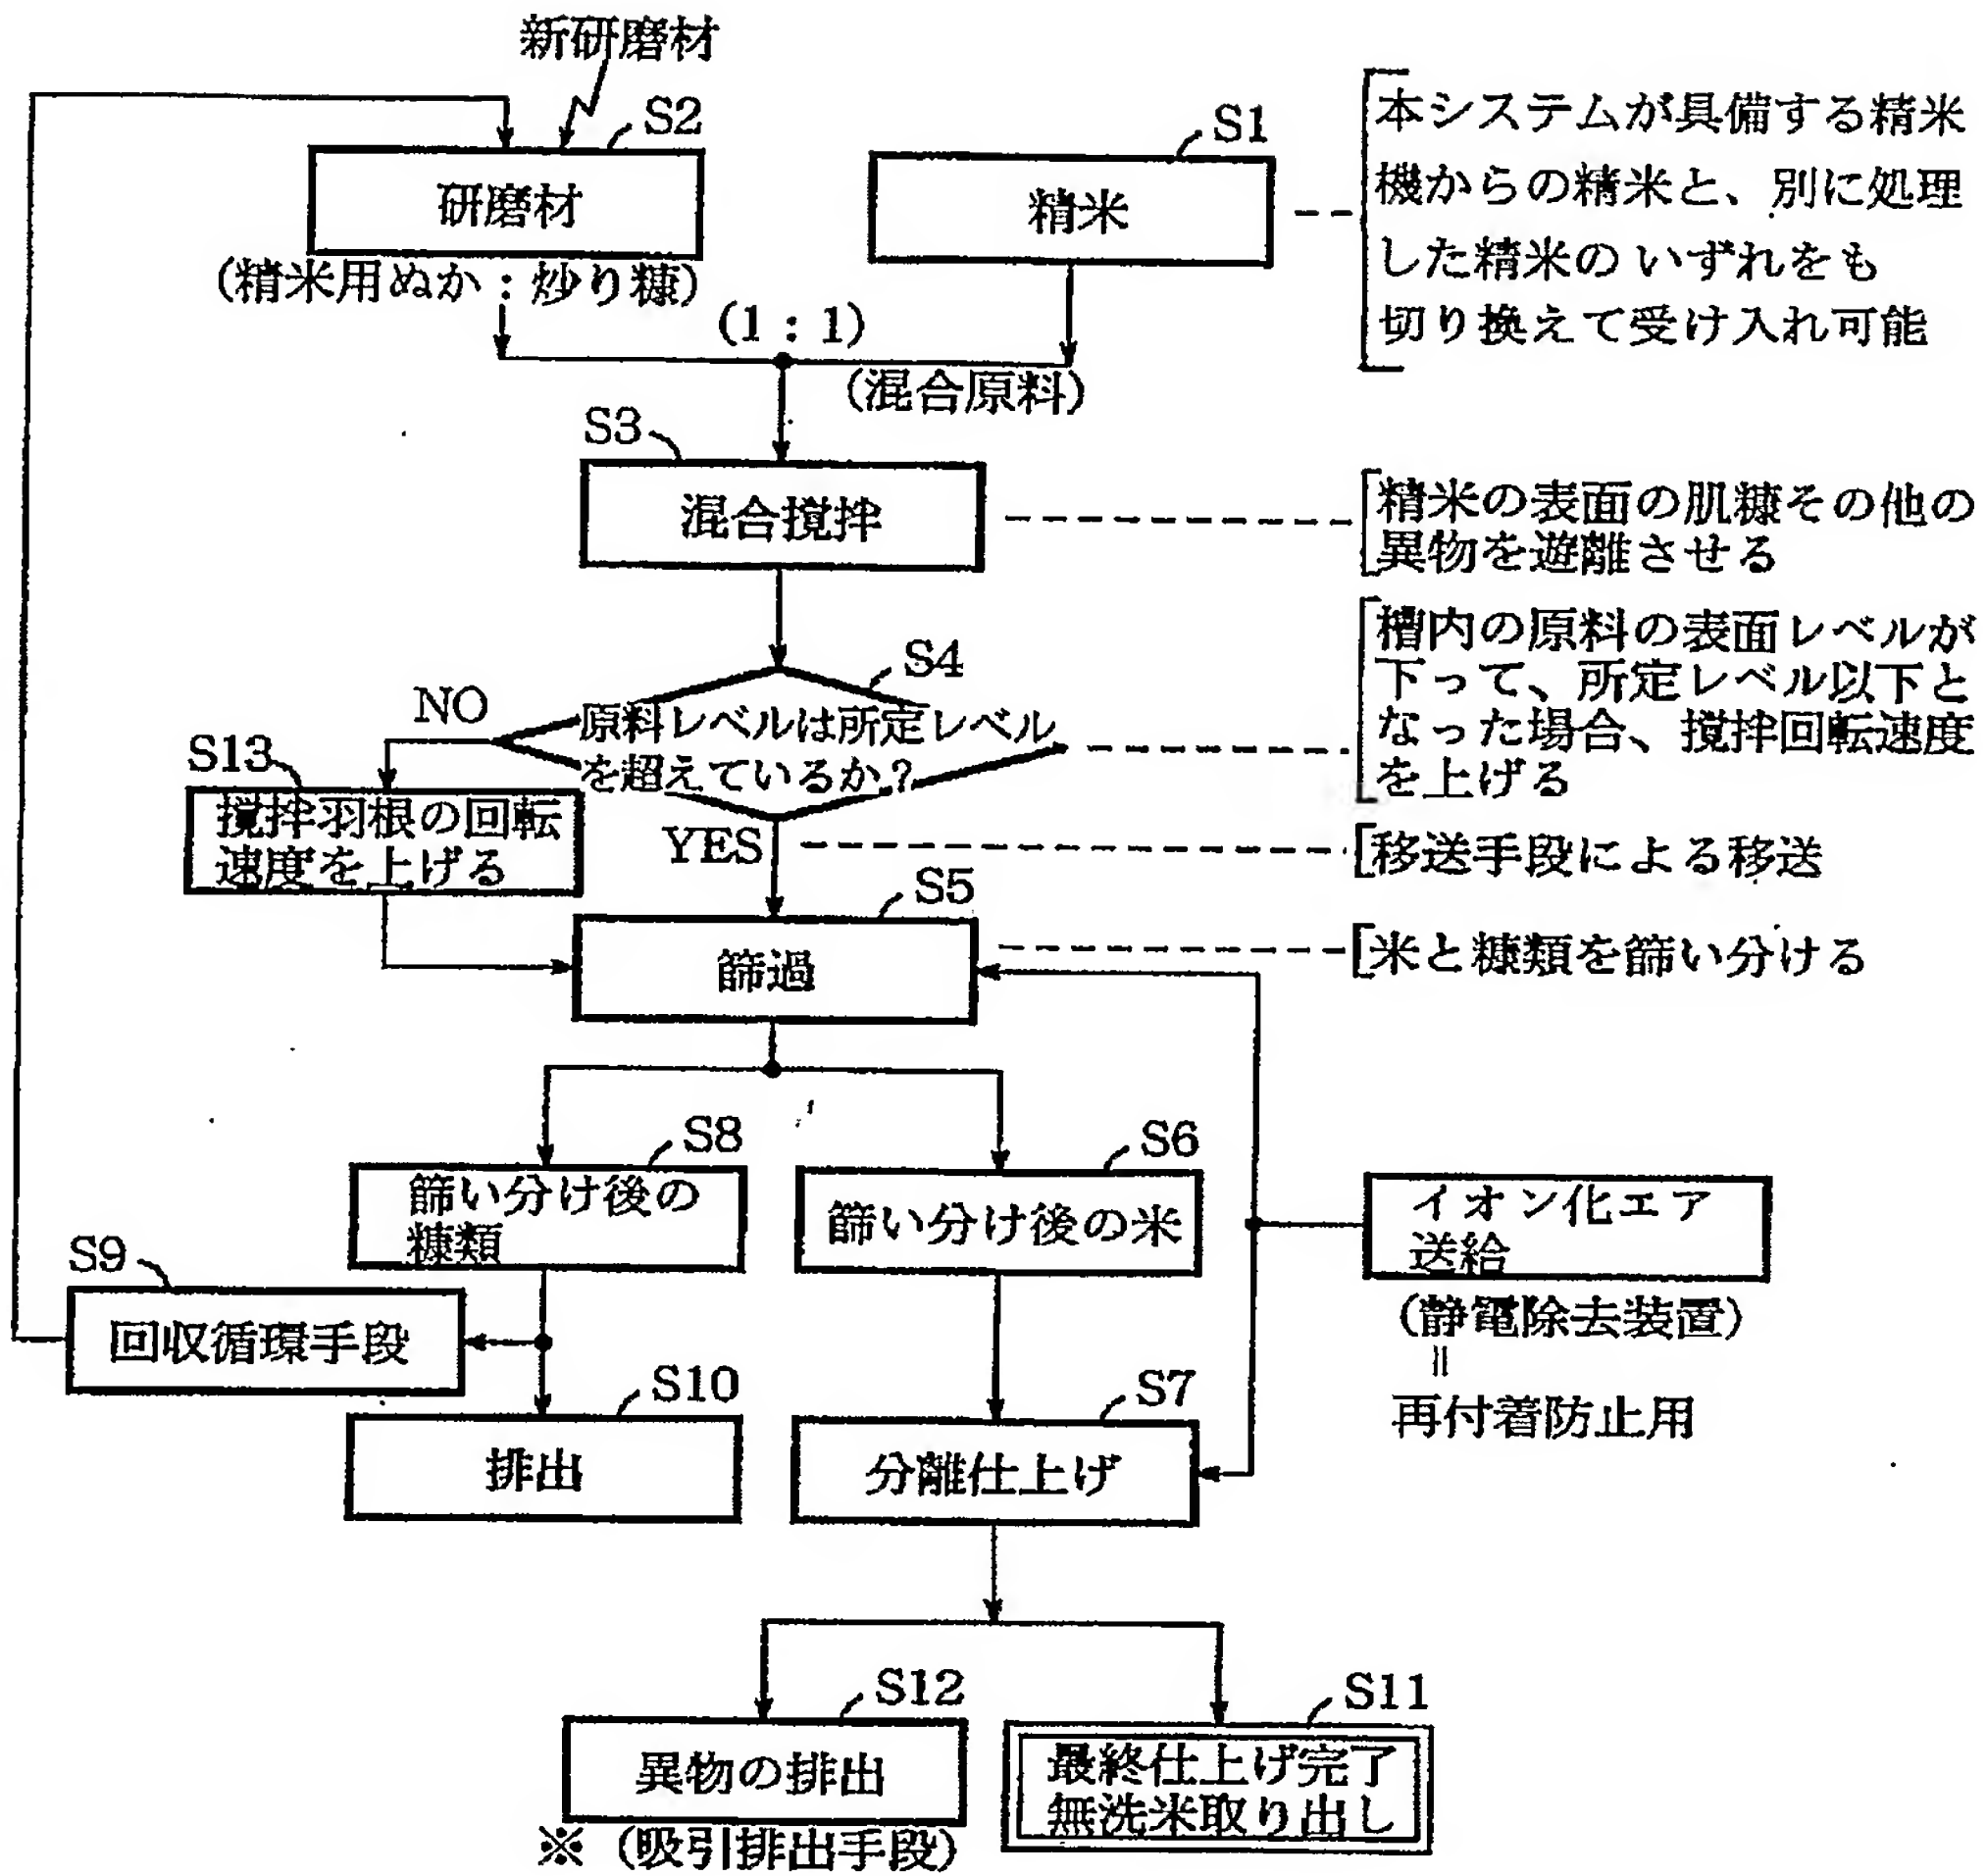 新研磨材
S2
研磨材
(精米用ぬか:炒り糠)
S1
精米
本システムが具備する精米
機からの精米と、別に処理
した精米のいずれをも
切り換えて受け入れ可能
(1:1)
(混合原料)
S3
混合撹拌
精米の表面の肌糠その他の
異物を遊離させる
S4
原料レベルは所定レベル
を超えているか?
NO
YES
槽内の原料の表面レベルが
下って、所定レベル以下と
なった場合、撹拌回転速度
を上げる
S13
撹拌羽根の回転
速度を上げる
移送手段による移送
S5
篩過
米と糠類を篩い分ける
S8
篩い分け後の
糠類
S6
篩い分け後の米
イオン化エア
送給
(静電除去装置)
=
再付着防止用
S9
回収循環手段
S10
排出
S7
分離仕上げ
S12
異物の排出
※(吸引排出手段)
S11
最終仕上げ完了
無洗米取り出し